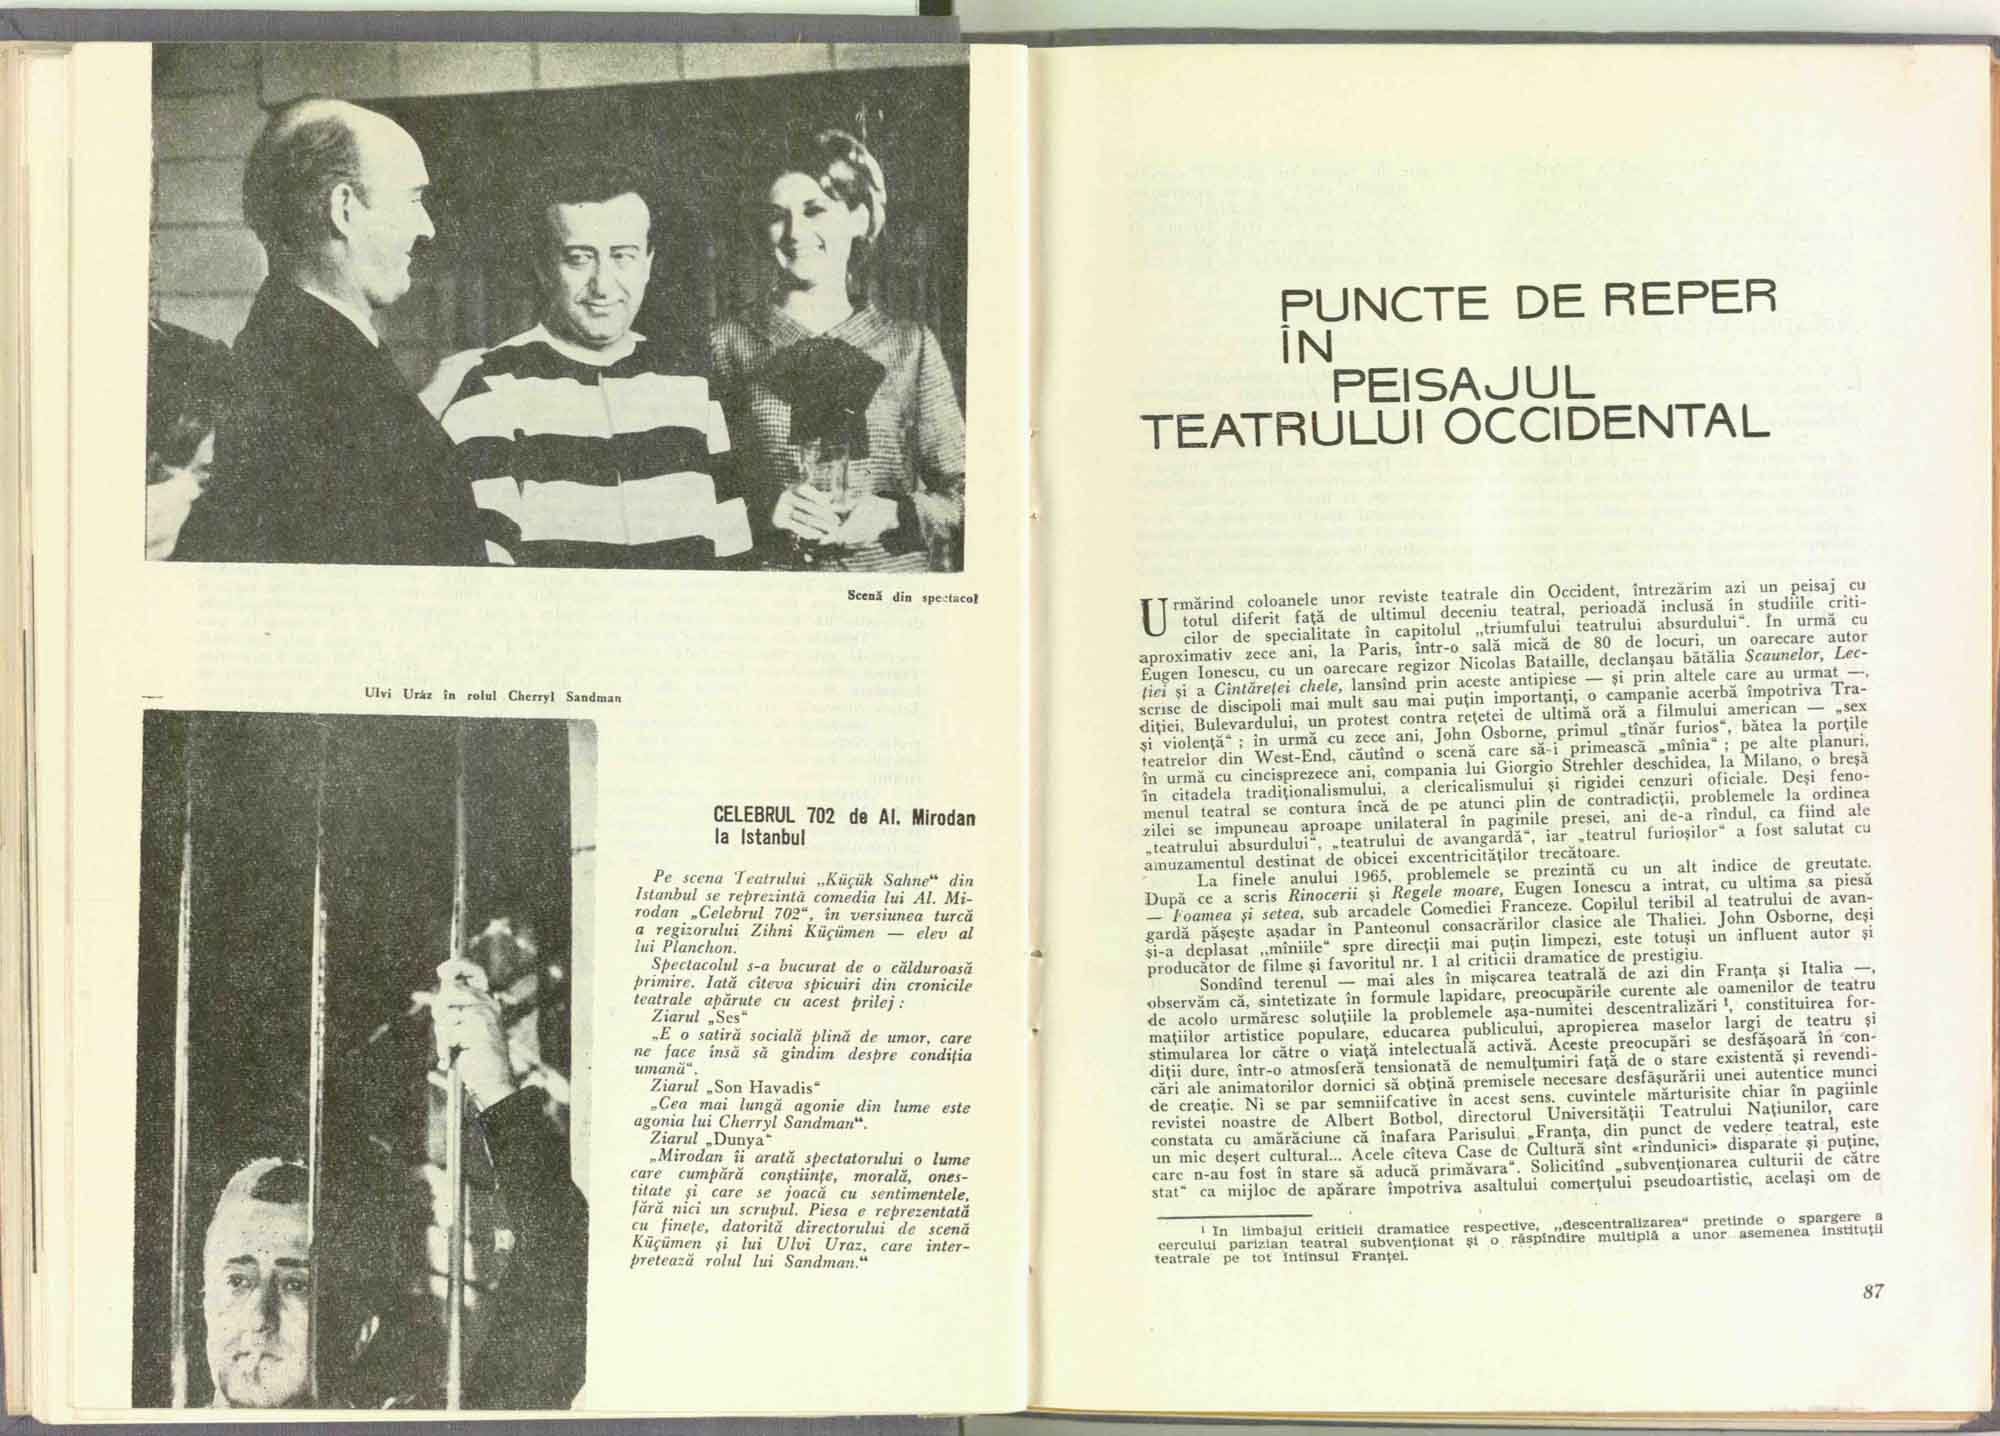 Scenă din spectacol
Ulvi Uráz în rolul Cherryl Sandman
CELEBRUL 702 de Al. Mirodan
la Istanbul
Pe scena Teatrului „Küçük Sahne“ din
Istanbul se reprezintă comedia lui Al. Mi-
rodan „Celebrul 702“, în versiunea turcă
a regizorului Zihni Küçümen — elev al
lui Planchon.
Spectacolul s-a bucurat de o călduroasă
primire. Iată cîteva spicuiri din cronicile
teatrale apărute cu acest prilej :
Ziarul „Ses“
„E o satiră socială plină de umor, care
ne face însă să gîndim despre condiția
umană“.
Ziarul „Son Havadis“
„Cea mai lungă agonie din lume este
agonia lui Cherryl Sandman“.
Ziarul „Dunya“
„Mirodan îi arată spectatorului o lume
care cumpără conștiințe, morală, ones-
titate și care se joacă cu sentimentele,
fără nici un scrupul. Piesa e reprezentată
cu finețe, datorită directorului de scenă
Küçümen și lui Ulvi Uraz, care inter-
pretează rolul lui Sandman.“
PUNCTE DE REPER
ÎN
PEISAJUL
TEATRULUI OCCIDENTAL
Urmărind coloanele unor reviste teatrale din Occident, întrezărim azi un peisaj cu
totul diferit față de ultimul deceniu teatral, perioadă inclusă în studiile criti-
cilor de specialitate în capitolul „triumfului teatrului absurdului“. În urmă cu
aproximativ zece ani, la Paris, într-o sală mică de 80 de locuri, un oarecare autor
Eugen Ionescu, cu un oarecare regizor Nicolas Bataille, declanșau bătălia Scaunelor, Lec-
ției și a Cîntăreței chele, lansînd prin aceste antipiese — și prin altele care au urmat —,
scrise de discipoli mai mult sau mai puțin importanți, o campanie acerbă împotriva Tra-
diției, Bulevardului, un protest contra rețetei de ultimă oră a filmului american — „sex
și violență“ ; în urmă cu zece ani, John Osborne, primul „tînăr furios“, bătea la porțile
teatrelor din West-End, căutînd o scenă care să-i primească „mînia“ ; pe alte planuri,
în urmă cu cincisprezece ani, compania lui Giorgio Strehler deschidea, la Milano, o breșă
în citadela tradiționalismului, a clericalismului și rigidei cenzuri oficiale. Deși feno-
menul teatral se contura încă de pe atunci plin de contradicții, problemele la ordinea
zilei se impuneau aproape unilateral în paginile presei, ani de-a rîndul, ca fiind ale
„teatrului absurdului“, „teatrului de avangardă“, iar „teatrul furioșilor“ a fost salutat cu
amuzamentul destinat de obicei excentricităților trecătoare.
La finele anului 1965, problemele se prezintă cu un alt indice de greutate.
După ce a scris Rinocerii și Regele moare, Eugen Ionescu a intrat, cu ultima sa piesă
— Foamea și setea, sub arcadele Comediei Franceze. Copilul teribil al teatrului de avan-
gardă pășește așadar în Panteonul consacrărilor clasice ale Thaliei. John Osborne, deși
și-a deplasat „mîniile“ spre direcții mai puțin limpezi, este totuși un influent autor și
producător de filme și favoritul nr. 1 al criticii dramatice de prestigiu.
Sondînd terenul — mai ales în mișcarea teatrală de azi din Franța și Italia —,
observăm că, sintetizate în formule lapidare, preocupările curente ale oamenilor de teatru
de acolo urmăresc soluțiile la problemele așa-numitei descentralizări ¹, constituirea for-
mațiilor artistice populare, educarea publicului, apropierea maselor largi de teatru și
stimularea lor către o viață intelectuală activă. Aceste preocupări se desfășoară în con-
diții dure, într-o atmosferă tensionată de nemulțumiri față de o stare existentă și revendi-
cări ale animatorilor dornici să obțină premisele necesare desfășurării unei autentice munci
de creație. Ni se par semniifcative în acest sens. cuvintele mărturisite chiar în paginile
revistei noastre de Albert Botbol, directorul Universității Teatrului Națiunilor, care
constata cu amărăciune că înafara Parisului „Franța, din punct de vedere teatral, este
un mic deșert cultural... Acele cîteva Case de Cultură sînt «rîndunici» disparate și puține,
care n-au fost în stare să aducă primăvara“. Solicitînd „subvenționarea culturii de către
stat“ ca mijloc de apărare împotriva asaltului comerțului pseudoartistic, același om de
¹ In limbajul criticii dramatice respective, „descentralizarea“ pretinde o spargere a
cercului parizian teatral subvenționat și o răspîndire multiplă a unor asemenea instituții
teatrale pe tot întinsul Franței.
87